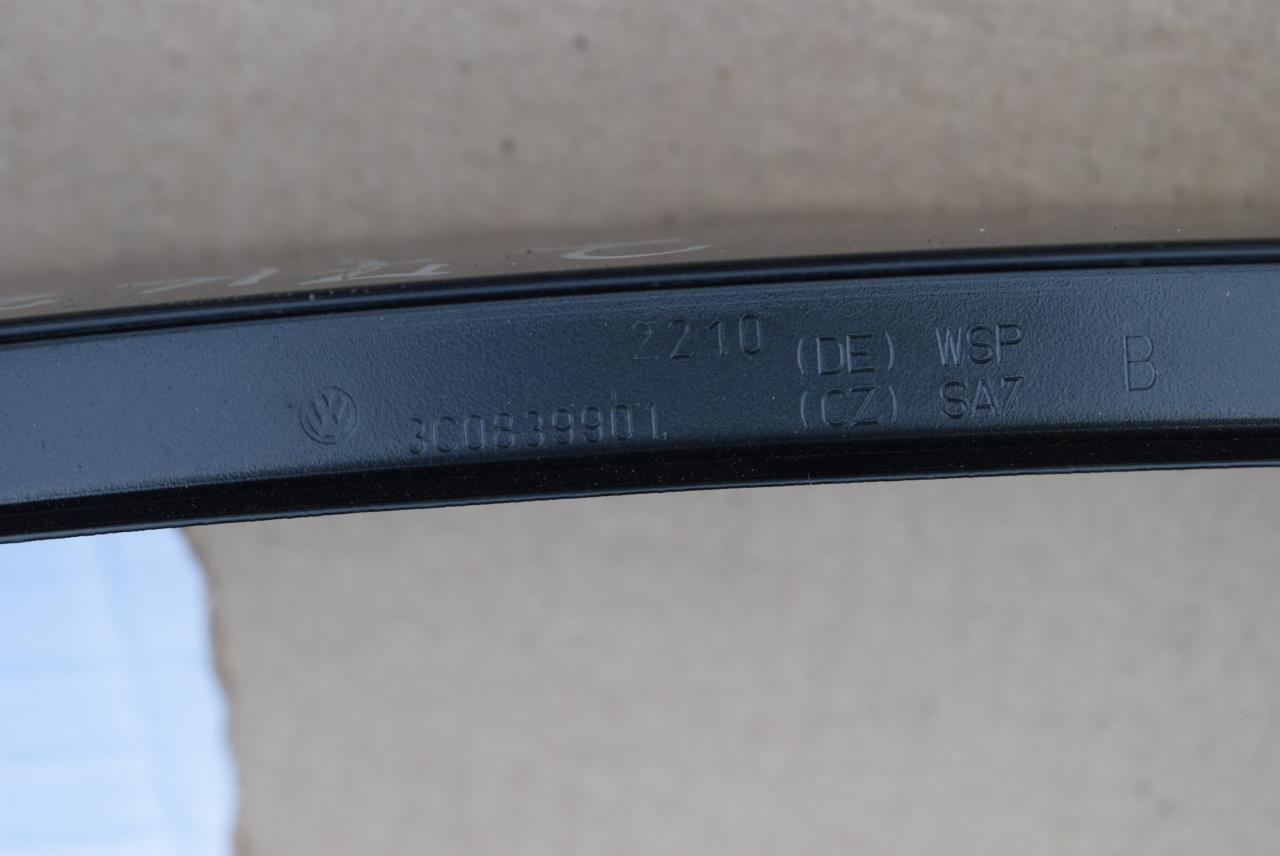 2210
(DE) WSP
(CZ) SA7
B
3C0839901